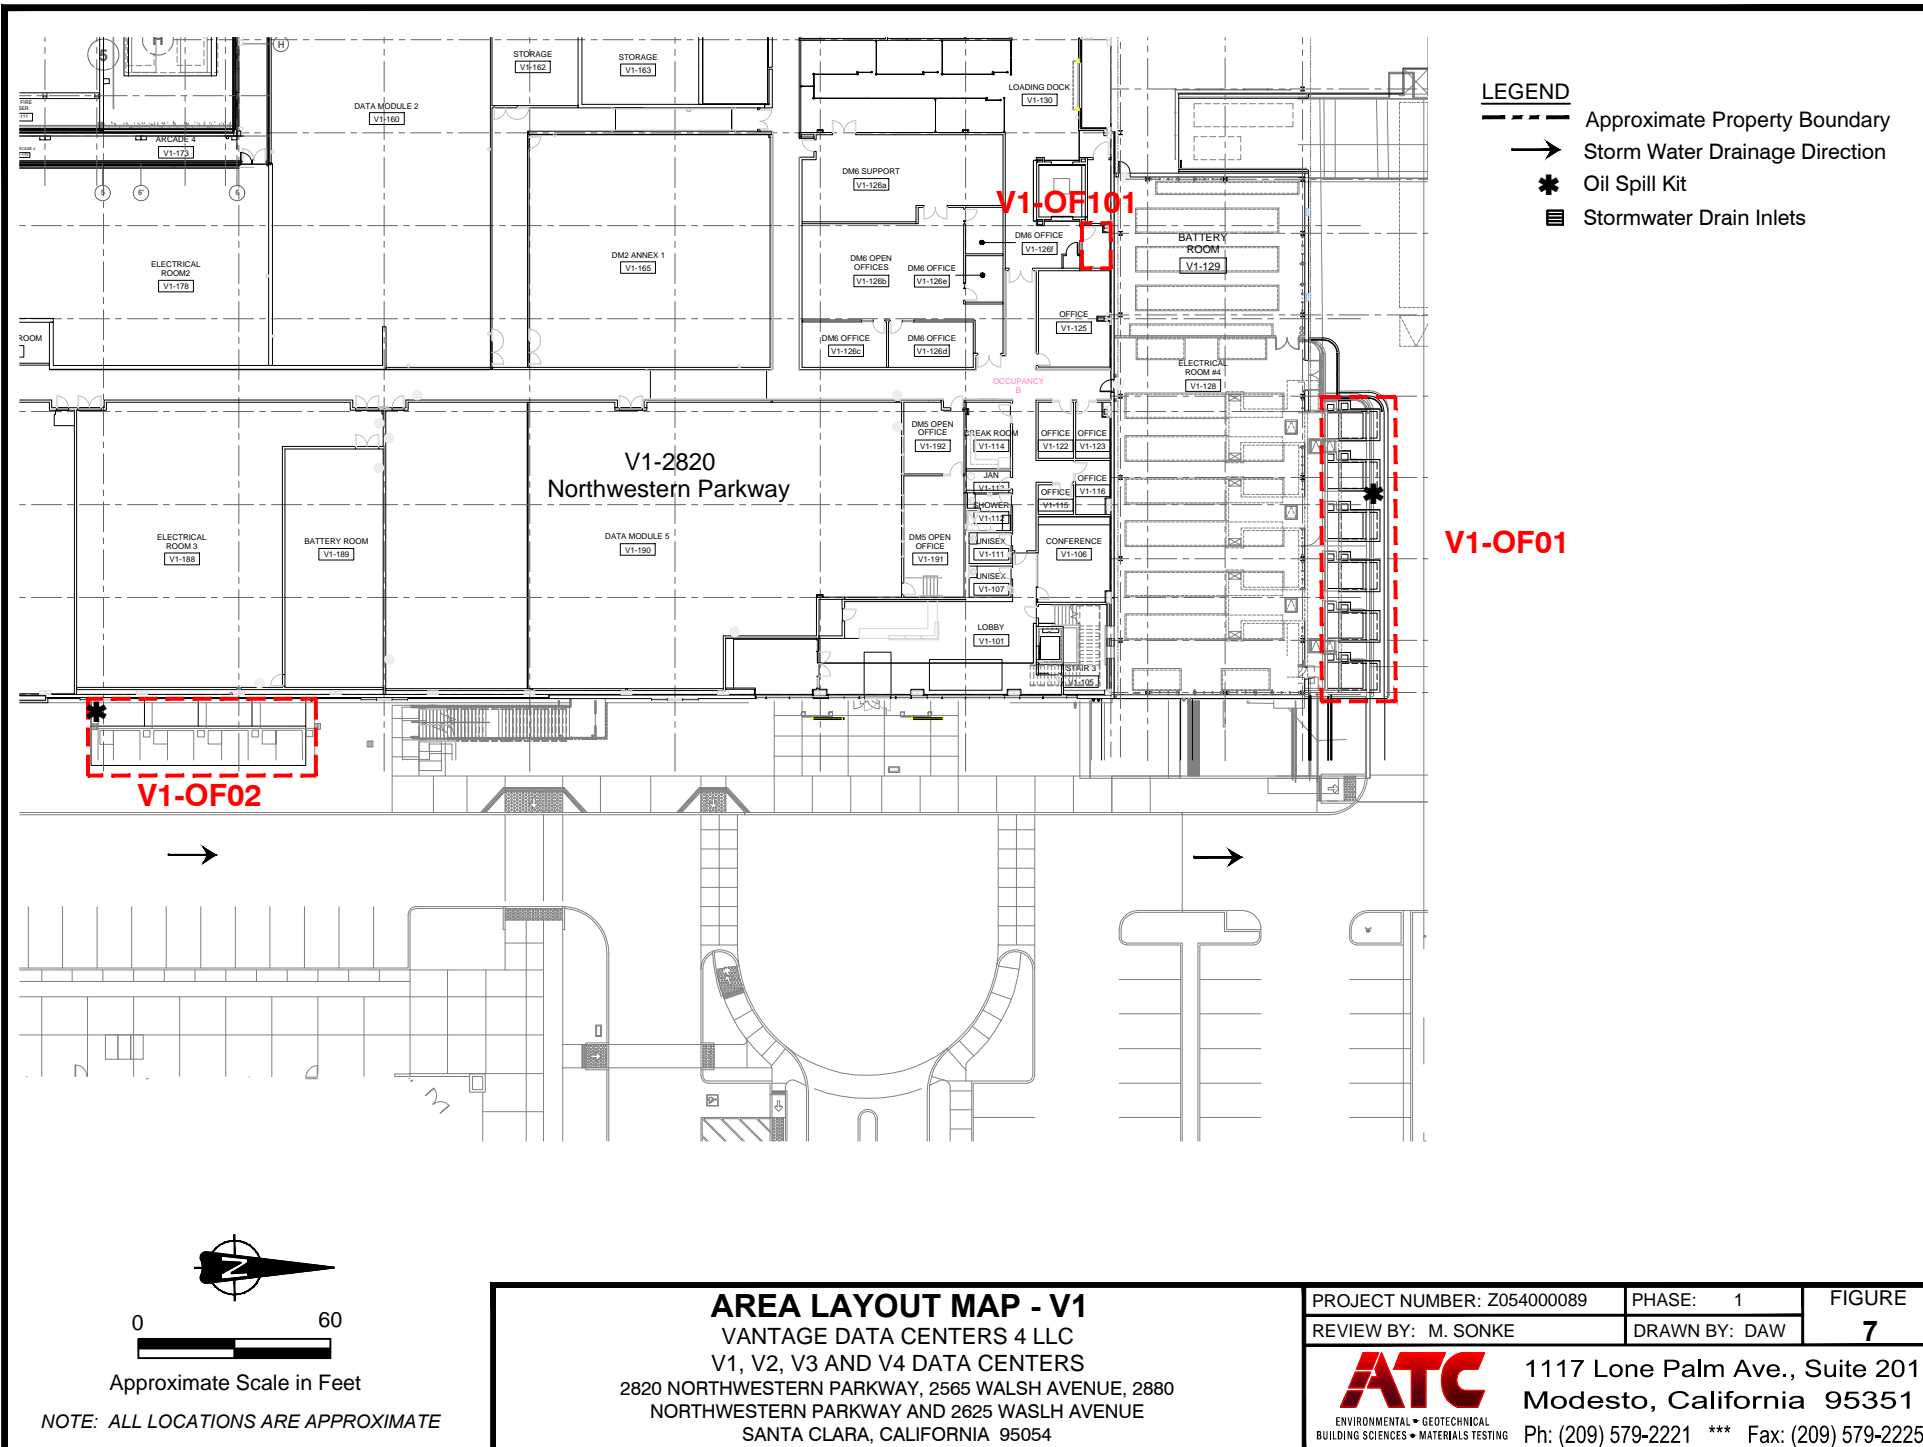 LEGEND
Approximate Property Boundary
Storm Water Drainage Direction
Oil Spill Kit
Stormwater Drain Inlets
5
H
H
STORAGE
V1-162
STORAGE
V1-163
DATA MODULE 2
V1-160
LOADING DOCK
V1-130
FIRE
ARCADE 4
V1-173
5
6'
6
DM6 SUPPORT
V1-126a
V1-OF101
ELECTRICAL
ROOM2
V1-178
DM2 ANNEX 1
V1-165
DM6 OPEN
OFFICES
V1-126b
DM6 OFFICE
V1-126e
DM6 OFFICE
V1-126f
BATTERY
ROOM
V1-129
OFFICE
V1-125
ROOM
DM6 OFFICE
V1-126c
DM6 OFFICE
V1-126d
ELECTRICAL
ROOM #4
V1-128
OCCUPANCY
B
V1-2820
Northwestern Parkway
DM5 OPEN
OFFICE
V1-192
BREAK ROOM
V1-114
OFFICE
V1-122
OFFICE
V1-123
JAN
OFFICE
V1-116
OFFICE
V1-115
SHOWER
V1-112
ELECTRICAL
ROOM 3
V1-188
BATTERY ROOM
V1-189
DATA MODULE 5
V1-190
DM5 OPEN
OFFICE
V1-191
UNISEX
V1-111
CONFERENCE
V1-106
UNISEX
V1-107
V1-OF01
LOBBY
V1-101
STAIR 3
V1-105
V1-OF02
N
0 60
Approximate Scale in Feet
NOTE: ALL LOCATIONS ARE APPROXIMATE
AREA LAYOUT MAP - V1
VANTAGE DATA CENTERS 4 LLC
V1, V2, V3 AND V4 DATA CENTERS
2820 NORTHWESTERN PARKWAY, 2565 WALSH AVENUE, 2880
NORTHWESTERN PARKWAY AND 2625 WASLH AVENUE
SANTA CLARA, CALIFORNIA 95054
PROJECT NUMBER: Z054000089
PHASE: 1
FIGURE
7
REVIEW BY: M. SONKE
DRAWN BY: DAW
ATC
ENVIRONMENTAL • GEOTECHNICAL
BUILDING SCIENCES • MATERIALS TESTING
1117 Lone Palm Ave., Suite 201
Modesto, California 95351
Ph: (209) 579-2221 *** Fax: (209) 579-2225